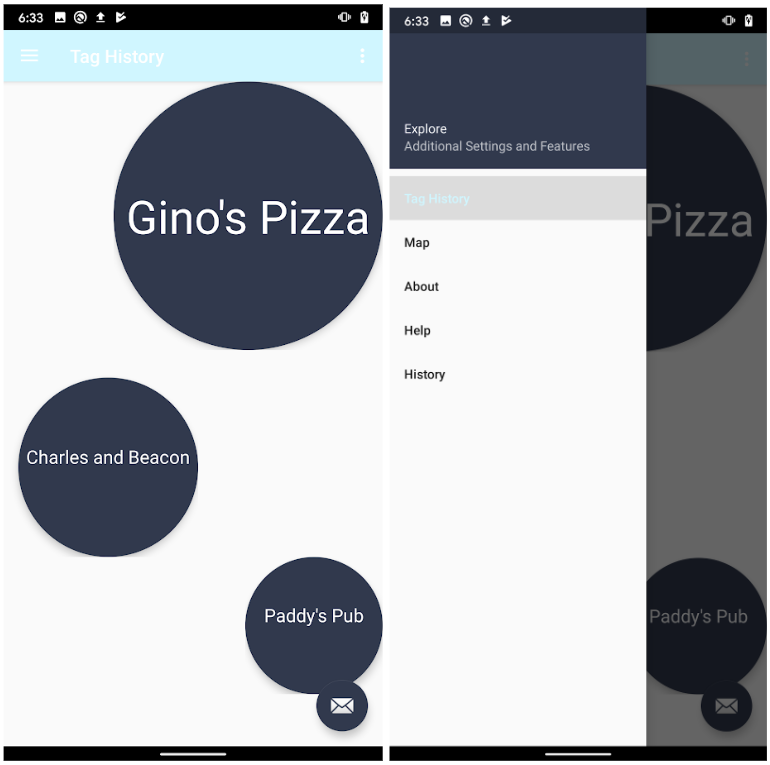 6:33
Tag History
Gino's Pizza
Charles and Beacon
Paddy's Pub
6:33
Explore
Additional Settings and Features
Tag History
Map
About
Help
History
Pizza
Paddy's Pub